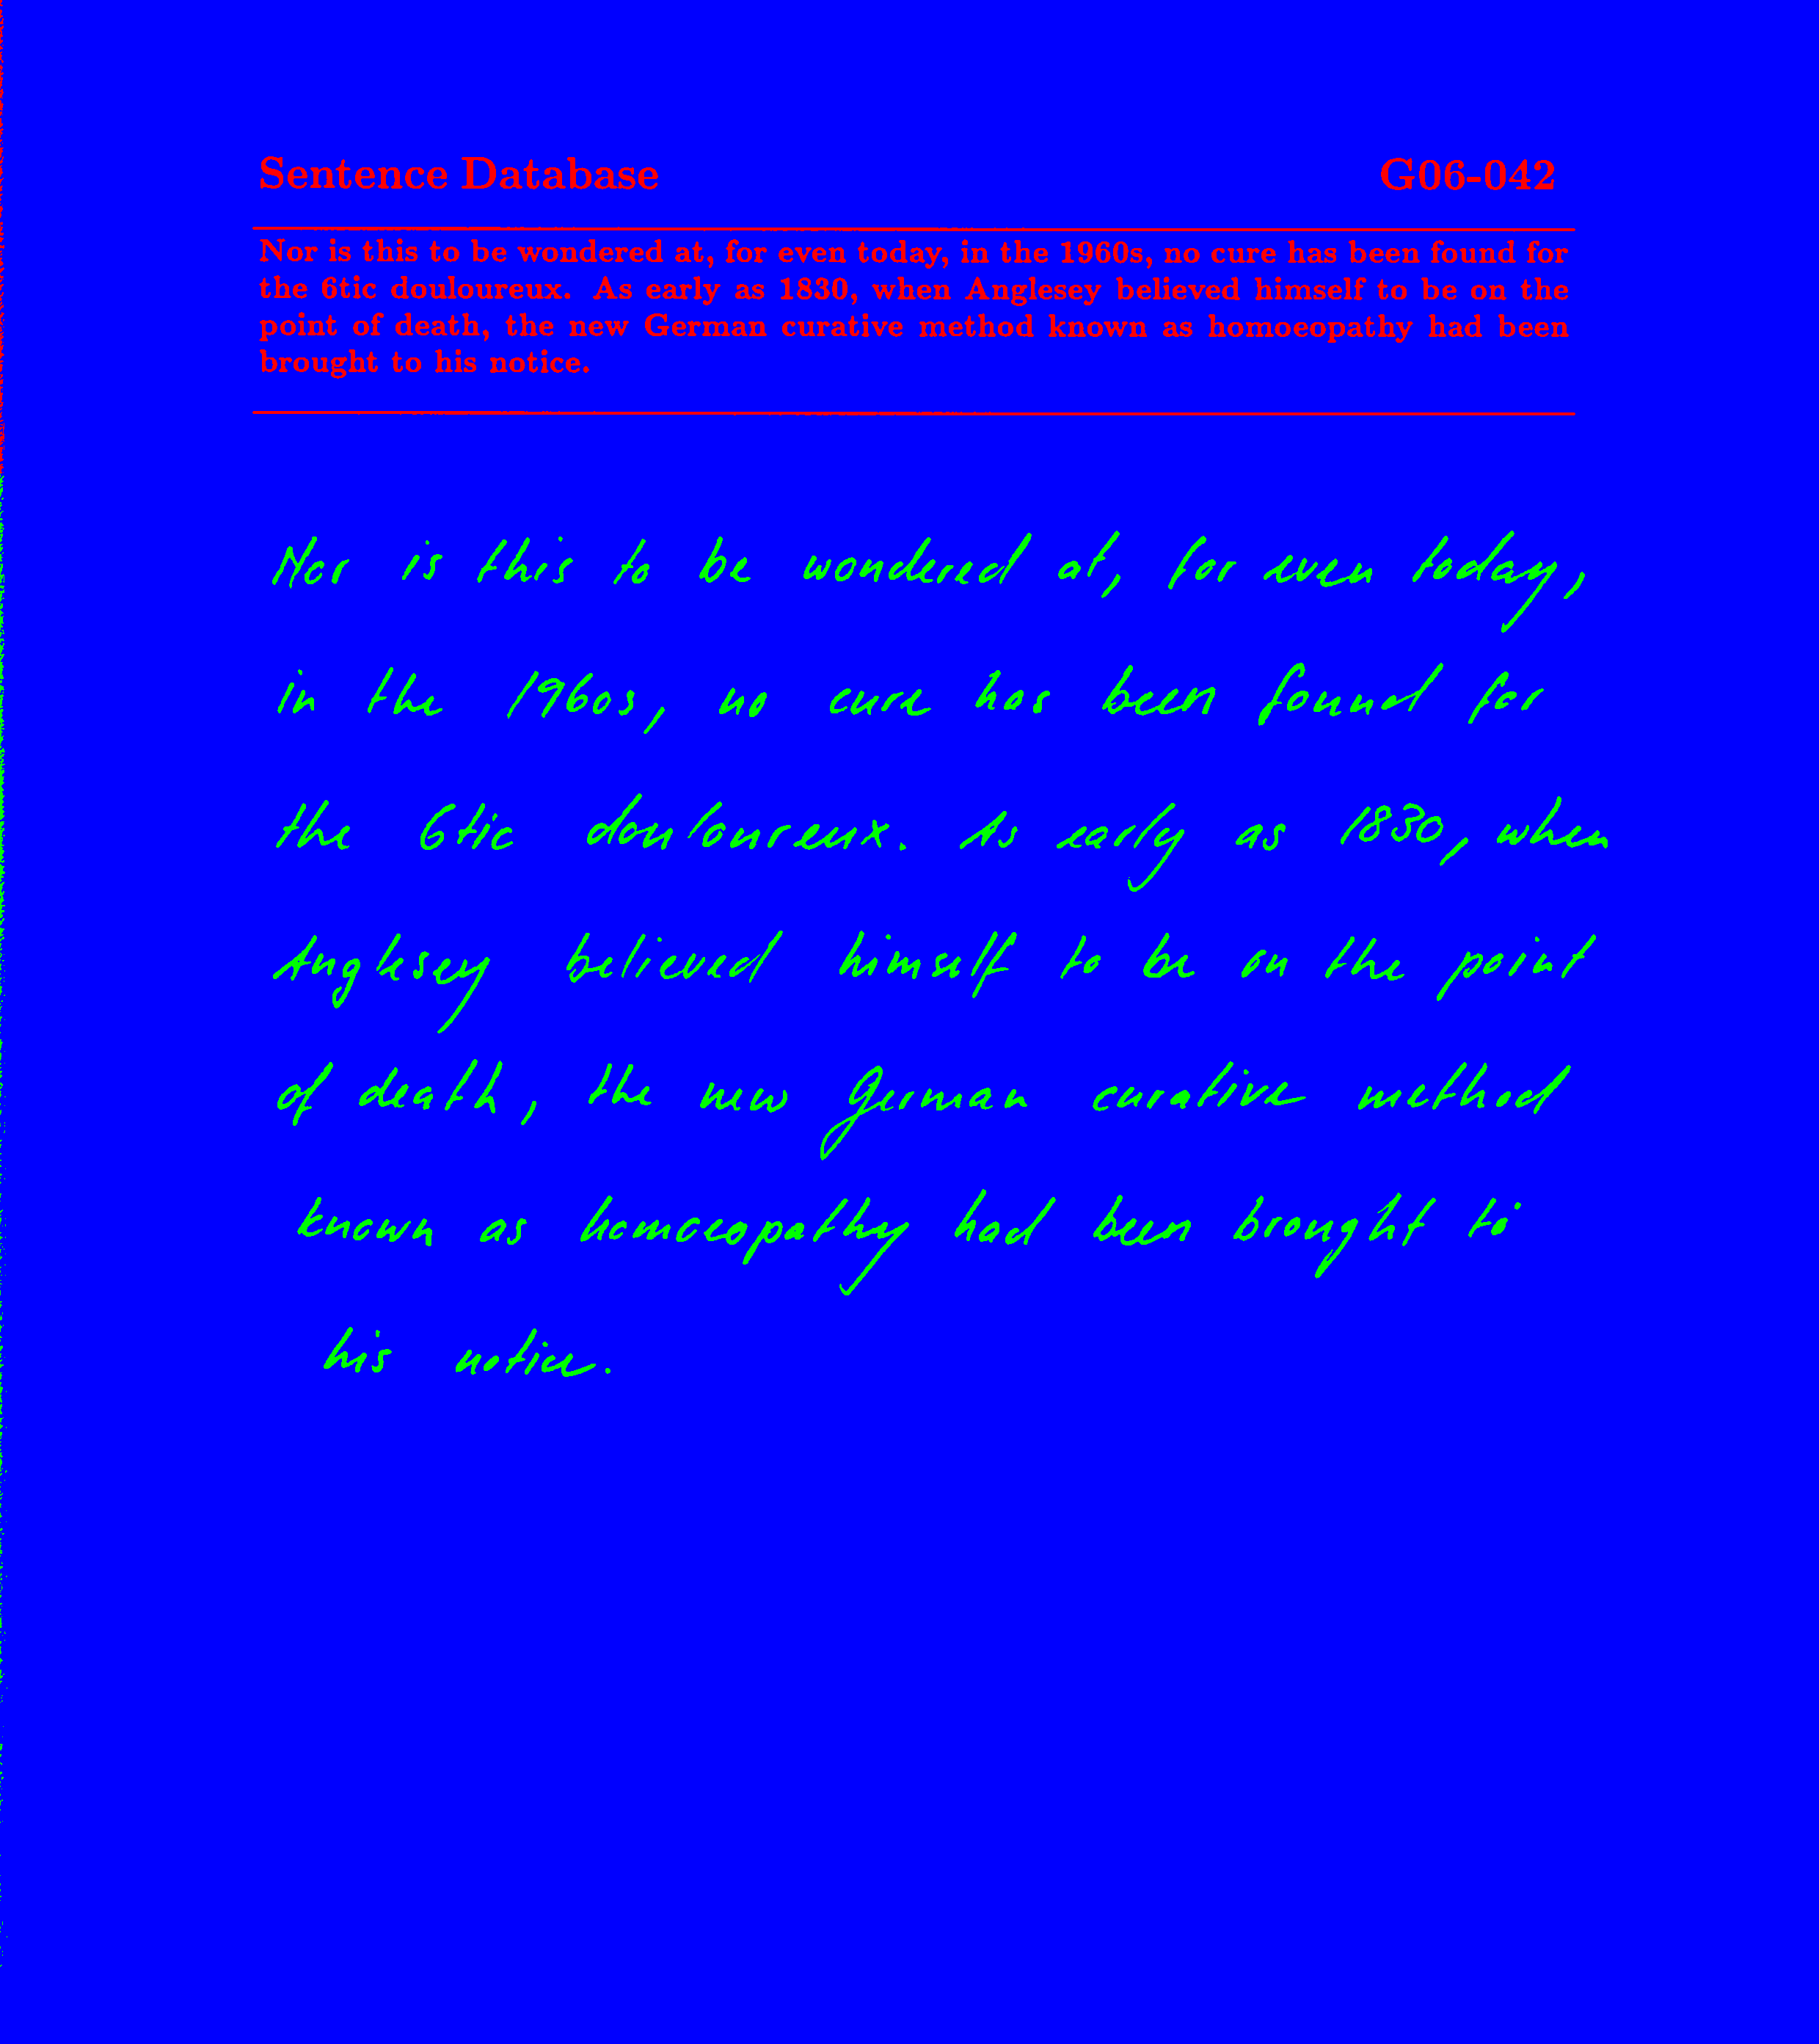 Sentence Database G06-042
Nor is this to be wondered at, for even today, in the 1960s, no cure has been found for
the 6tic douloureux. As early as 1830, when Anglesey believed himself to be on the
point of death, the new German curative method known as homoeopathy had been
brought to his notice.
Nor is this to be wondered at, for even today,
in the 1960s, no cure has been found for
the 6tic douloureux. As early as 1830, when
Anglesey believed himself to be on the point
of death, the new German curative method
known as homoeopathy had been brought to
his notice.